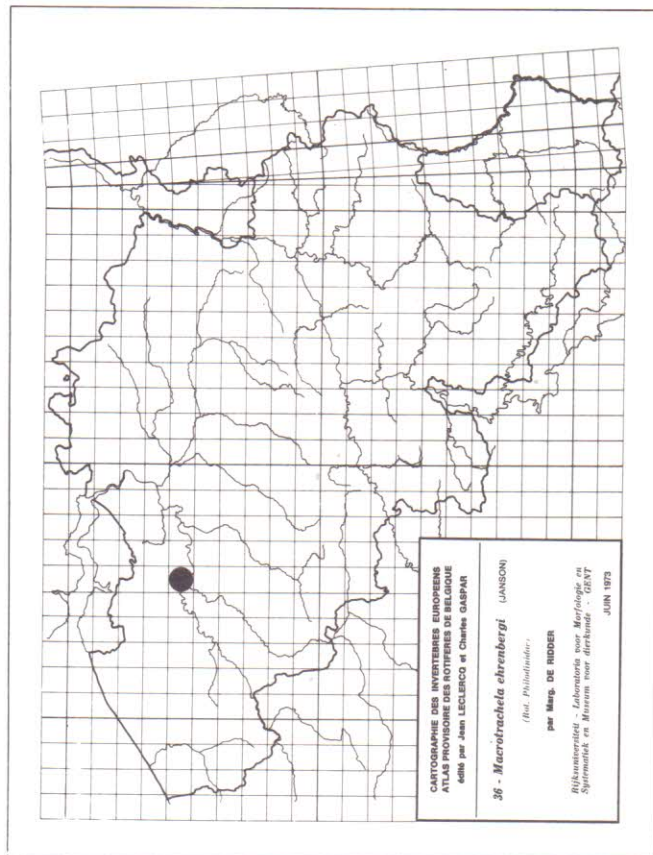 CARTOGRAPHIE DES INVERTEBRES EUROPEENS
ATLAS PROVISOIRE DES ROTIFERES DE BELGIQUE
édité par Jean LECLERCQ et Charles GASPAR
36 - Macrotrachela ehrenbergi (JANSON)
(Rot. Philodinidae)
par Marg. DE RIDDER
Rijksuniversiteit - Laboratoria voor Morfologie en
Systematiek en Museum voor dierkunde - GENT
JUIN 1973